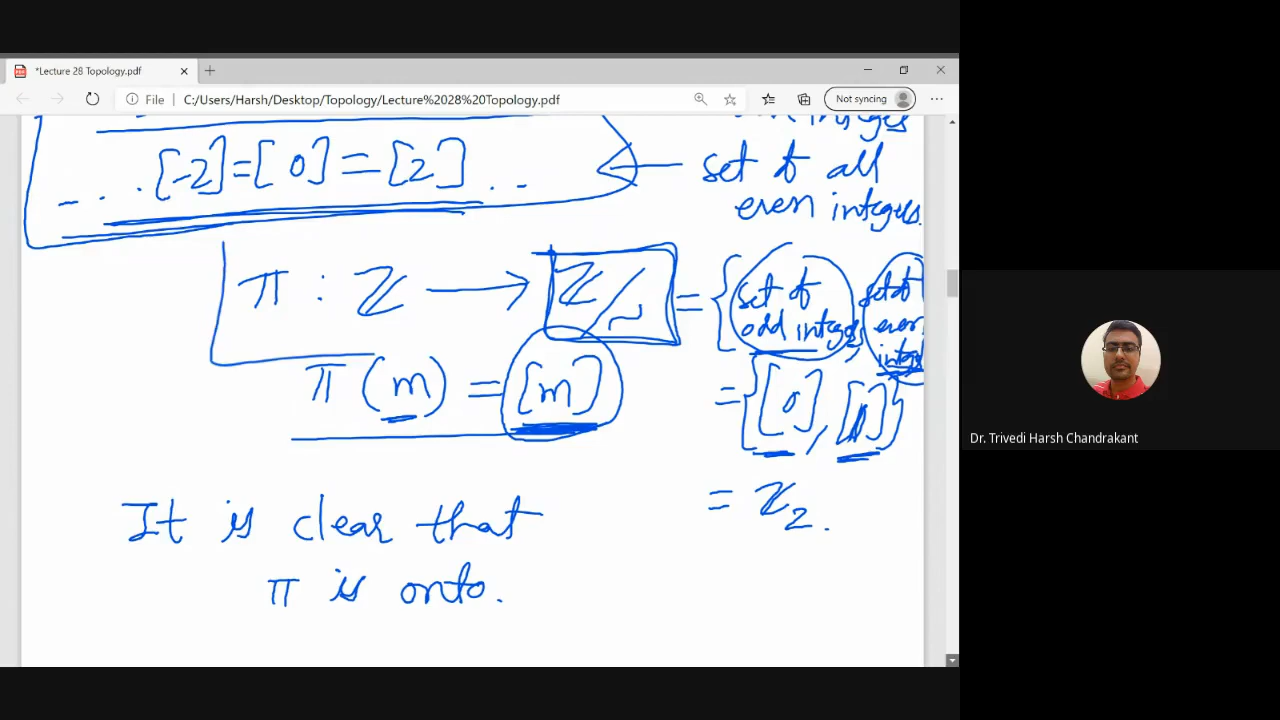 *Lecture 28 Topology.pdf
File | C:/Users/Harsh/Desktop/Topology/Lecture%2028%20Topology.pdf
Not syncing
integers
. . . [-2] = [0] = [2] . . .
set of all
even integers.
π : ℤ → ℤ/~ = { set of odd integers, set of even integers
π(m) = [m]
= { [0], [1] }
= ℤ₂.
It is clear that
π is onto.
Dr. Trivedi Harsh Chandrakant